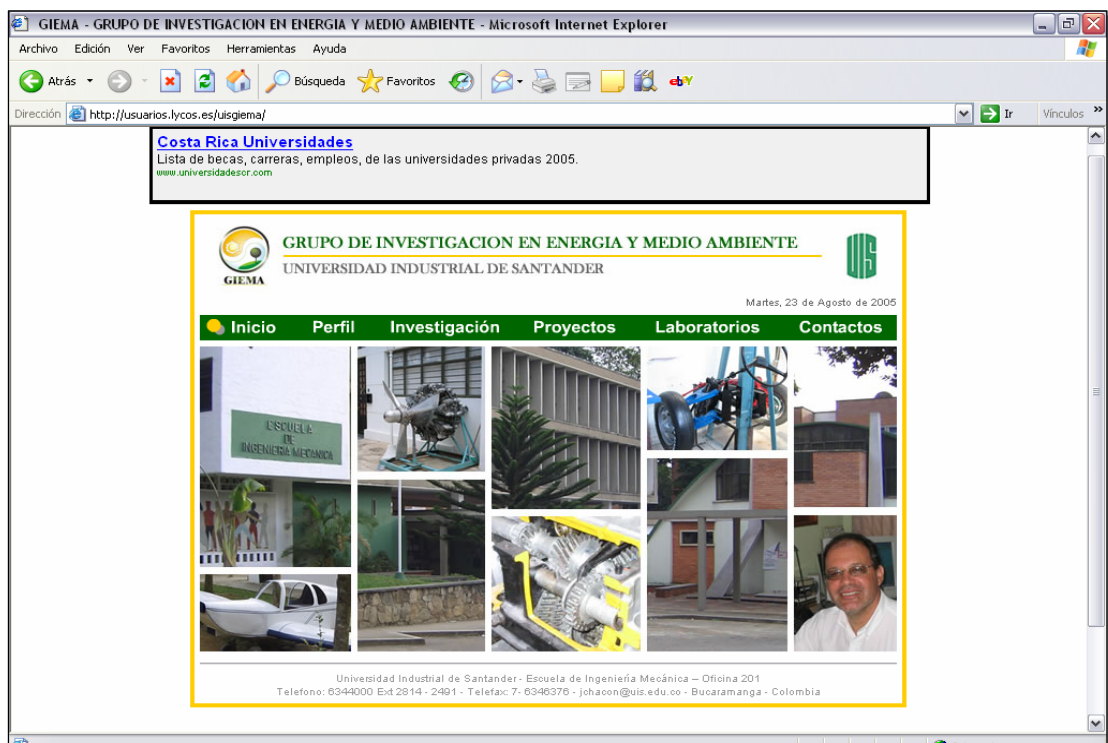 GIEMA - GRUPO DE INVESTIGACION EN ENERGIA Y MEDIO AMBIENTE - Microsoft Internet Explorer
Archivo Edición Ver Favoritos Herramientas Ayuda
Atrás Búsqueda Favoritos ebY
Dirección http://usuarios.lycos.es/uisgiema/ Ir Vínculos »
Costa Rica Universidades
Lista de becas, carreras, empleos, de las universidades privadas 2005.
www.universidadescr.com
GRUPO DE INVESTIGACION EN ENERGIA Y MEDIO AMBIENTE
UNIVERSIDAD INDUSTRIAL DE SANTANDER
GIEMA
UIS
Martes, 23 de Agosto de 2005
Inicio Perfil Investigación Proyectos Laboratorios Contactos
ESCUELA
DE
INGENIERIA MECANICA
Universidad Industrial de Santander - Escuela de Ingeniería Mecánica – Oficina 201
Telefono: 6344000 Ext 2814 - 2491 - Telefax: 7- 6346376 - jchacon@uis.edu.co - Bucaramanga - Colombia